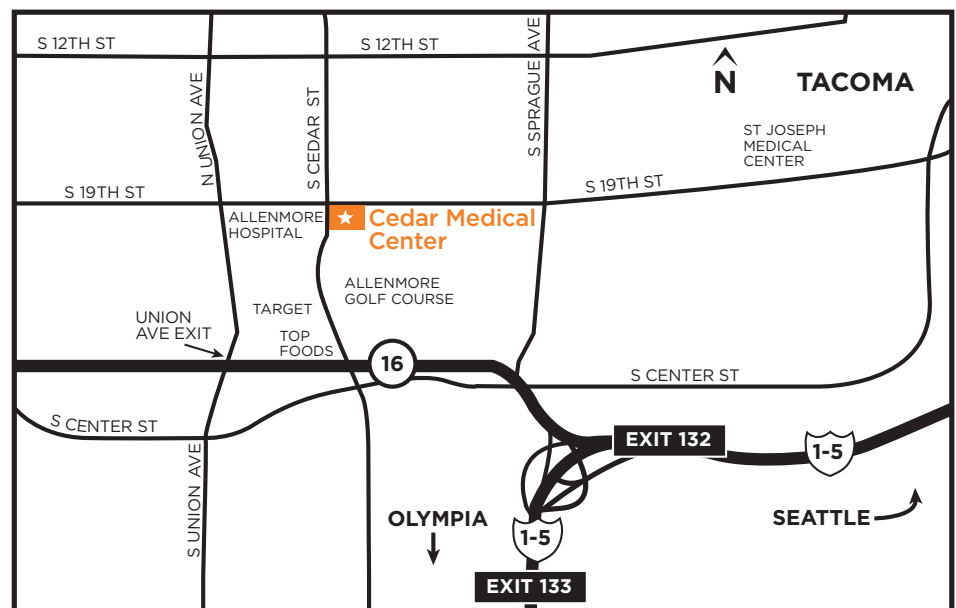 S 12TH ST
S 12TH ST
S SPRAGUE AVE
N
TACOMA
N UNION AVE
S CEDAR ST
ST JOSEPH
MEDICAL
CENTER
S 19TH ST
S 19TH ST
ALLENMORE
HOSPITAL
Cedar Medical
Center
ALLENMORE
GOLF COURSE
TARGET
UNION
AVE EXIT
TOP
FOODS
16
S CENTER ST
S CENTER ST
EXIT 132
1-5
S UNION AVE
OLYMPIA
SEATTLE
1-5
EXIT 133